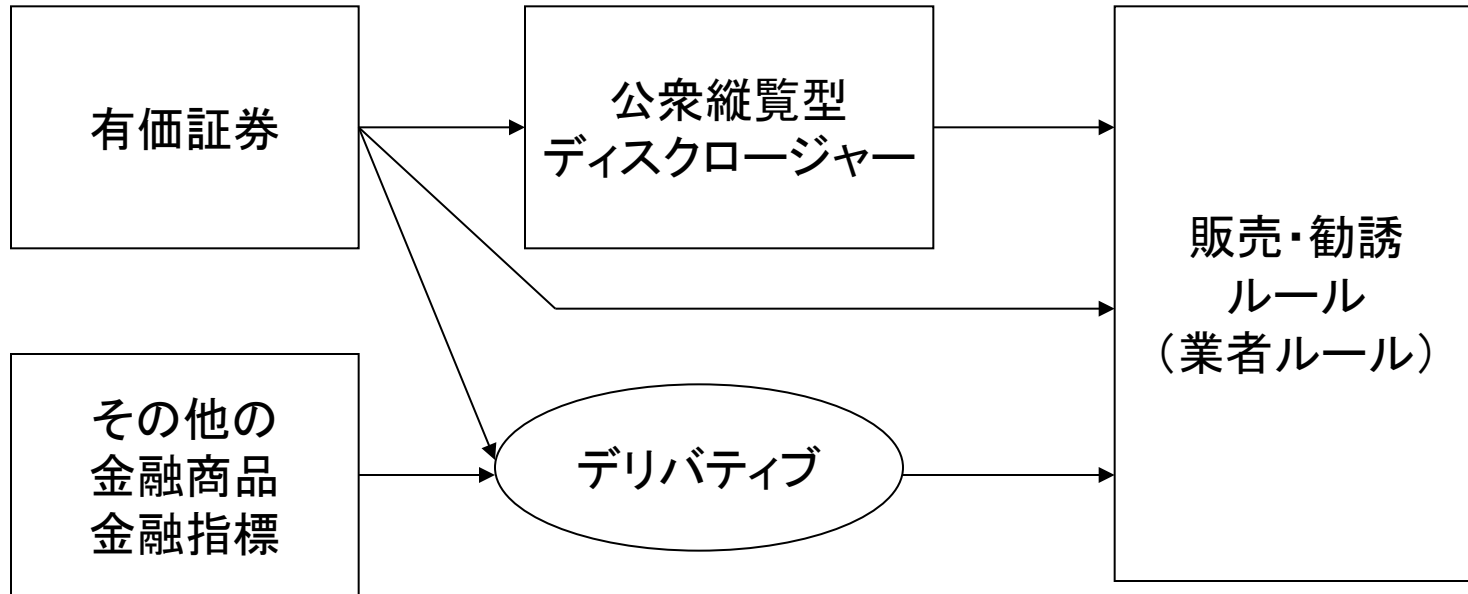 有価証券
公衆縦覧型
ディスクロージャー
販売・勧誘
ルール
（業者ルール）
その他の
金融商品
金融指標
デリバティブ